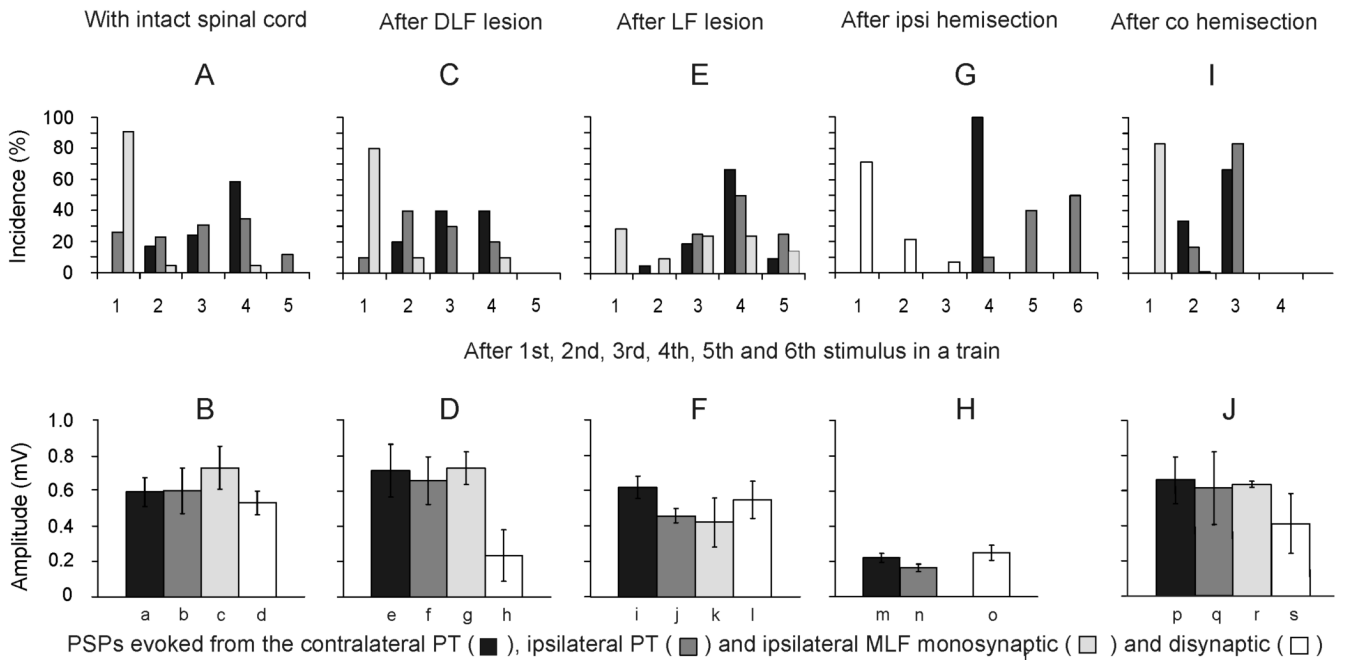 With intact spinal cord After DLF lesion After LF lesion After ipsi hemisection After co hemisection
A C E G I
Incidence (%)
100
80
60
40
20
0
1 2 3 4 5 1 2 3 4 5 1 2 3 4 5 1 2 3 4 5 6 1 2 3 4
After 1st, 2nd, 3rd, 4th, 5th and 6th stimulus in a train
B D F H J
Amplitude (mV)
1.0
0.8
0.6
0.4
0.2
0
a b c d e f g h i j k l m n o p q r s
PSPs evoked from the contralateral PT ( ), ipsilateral PT ( ) and ipsilateral MLF monosynaptic ( ) and disynaptic ( )